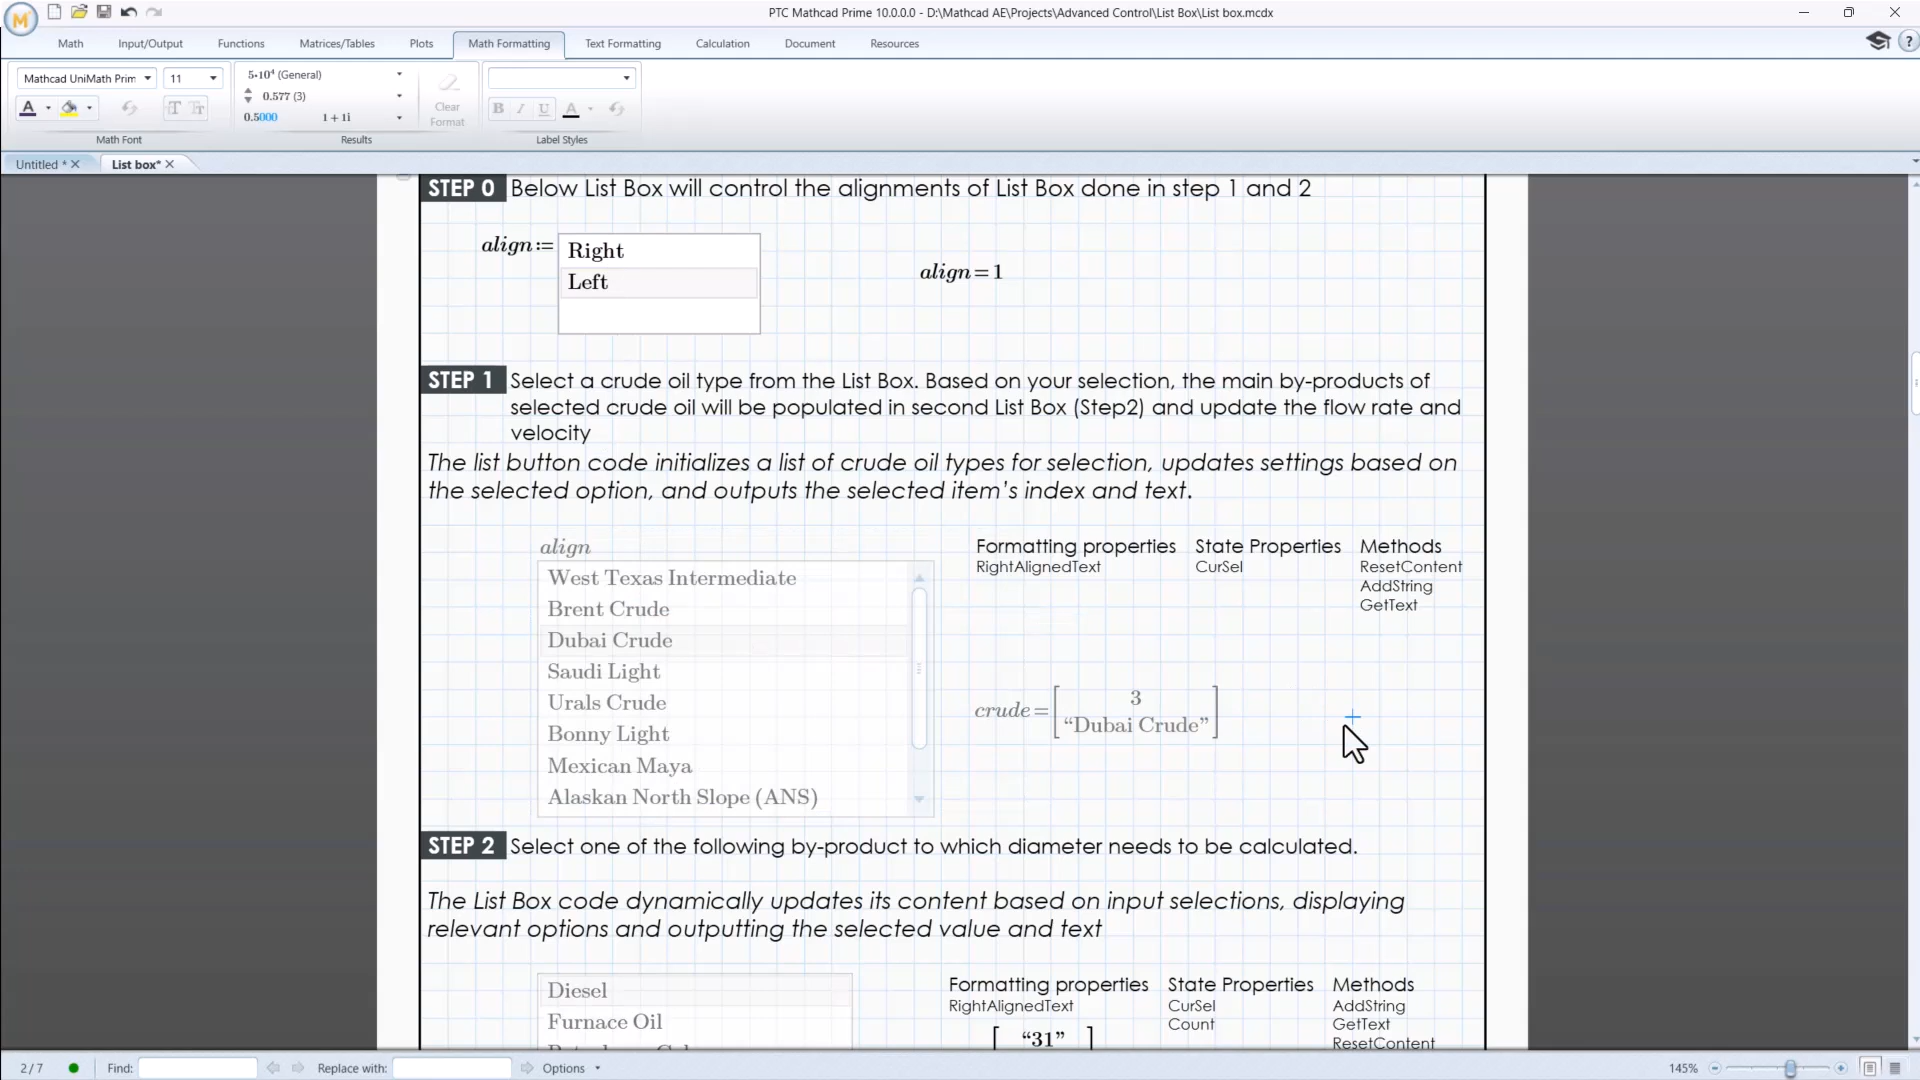 PTC Mathcad Prime 10.0.0.0 - D:\Mathcad AE\Projects\Advanced Control\List Box\List box.mcdx
Math Input/Output Functions Matrices/Tables Plots Math Formatting Text Formatting Calculation Document Resources
Mathcad UniMath Prim 11 5•10⁴ (General)
0.577 (3)
0.5000 1 + 1i
Clear Format
B I U A
Math Font Results Label Styles
Untitled * List box*
STEP 0 Below List Box will control the alignments of List Box done in step 1 and 2
align:= Right
Left
align=1
STEP 1 Select a crude oil type from the List Box. Based on your selection, the main by-products of
selected crude oil will be populated in second List Box (Step2) and update the flow rate and
velocity
The list button code initializes a list of crude oil types for selection, updates settings based on
the selected option, and outputs the selected item's index and text.
align
West Texas Intermediate
Brent Crude
Dubai Crude
Saudi Light
Urals Crude
Bonny Light
Mexican Maya
Alaskan North Slope (ANS)
Formatting properties State Properties Methods
RightAlignedText CurSel ResetContent
AddString
GetText
crude= [ 3
"Dubai Crude" ]
STEP 2 Select one of the following by-product to which diameter needs to be calculated.
The List Box code dynamically updates its content based on input selections, displaying
relevant options and outputting the selected value and text
Diesel
Furnace Oil
Formatting properties State Properties Methods
RightAlignedText CurSel AddString
Count GetText
"31" ResetContent
2 / 7 Find: Replace with: Options 145%